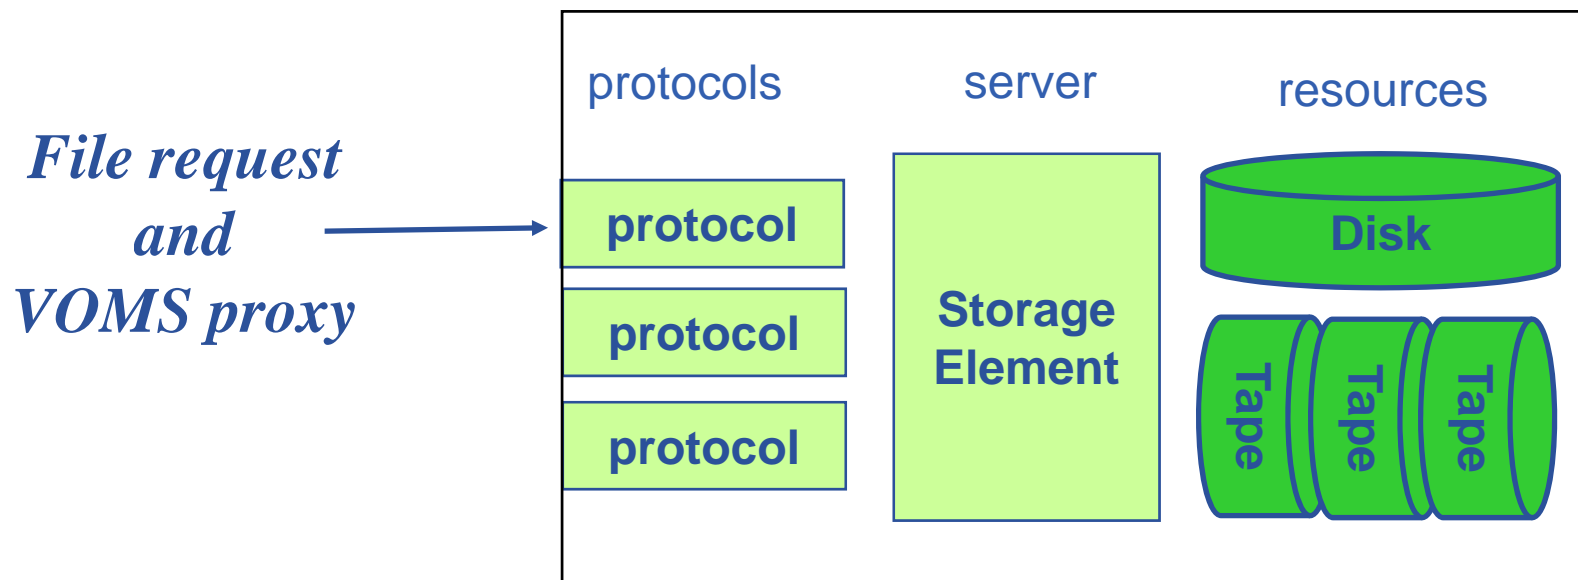 protocols
server
resources
File request
and
VOMS proxy
protocol
protocol
protocol
Storage
Element
Disk
Tape
Tape
Tape